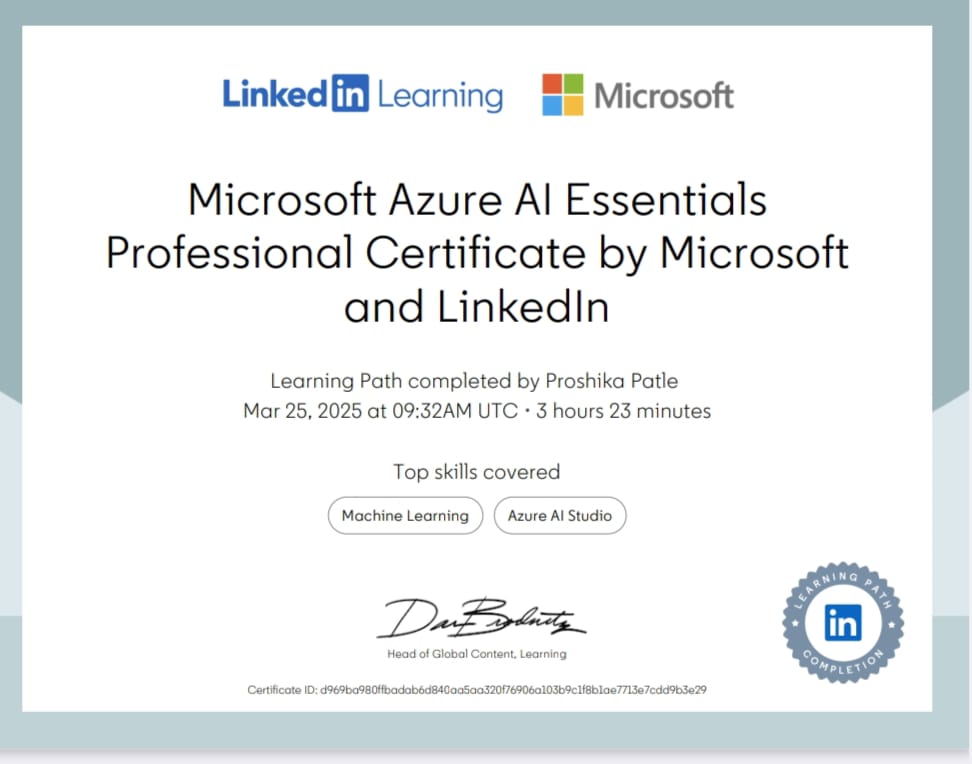 LinkedIn Learning Microsoft
Microsoft Azure AI Essentials
Professional Certificate by Microsoft
and LinkedIn
Learning Path completed by Proshika Patle
Mar 25, 2025 at 09:32AM UTC • 3 hours 23 minutes
Top skills covered
Machine Learning Azure AI Studio
Head of Global Content, Learning
LEARNING PATH
in
COMPLETION
Certificate ID: d969ba980ffbadab6d840aa5aa320f76906a103b9c1f8b1ae7713e7cdd9b3e29